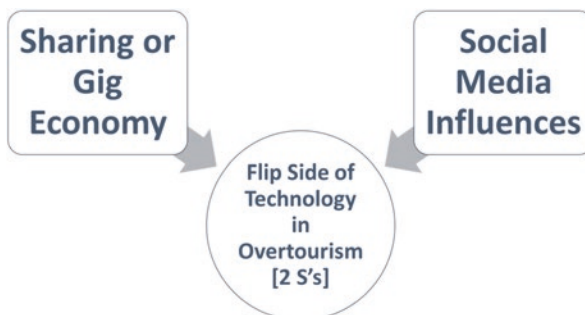 Sharing or
Gig
Economy
Social
Media
Influences
Flip Side of
Technology
in
Overtourism
[2 S’s]